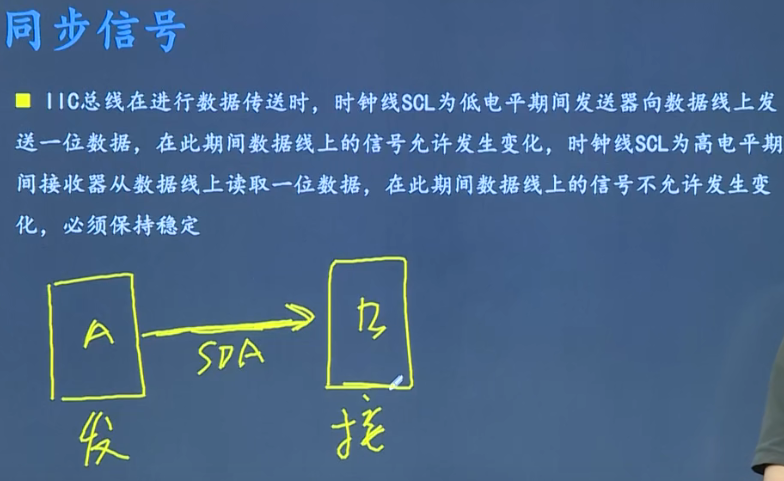 同步信号
IIC总线在进行数据传送时，时钟线SCL为低电平期间发送器向数据线上发
送一位数据，在此期间数据线上的信号允许发生变化，时钟线SCL为高电平期
间接收器从数据线上读取一位数据，在此期间数据线上的信号不允许发生变
化，必须保持稳定
A
B
SDA
发
接